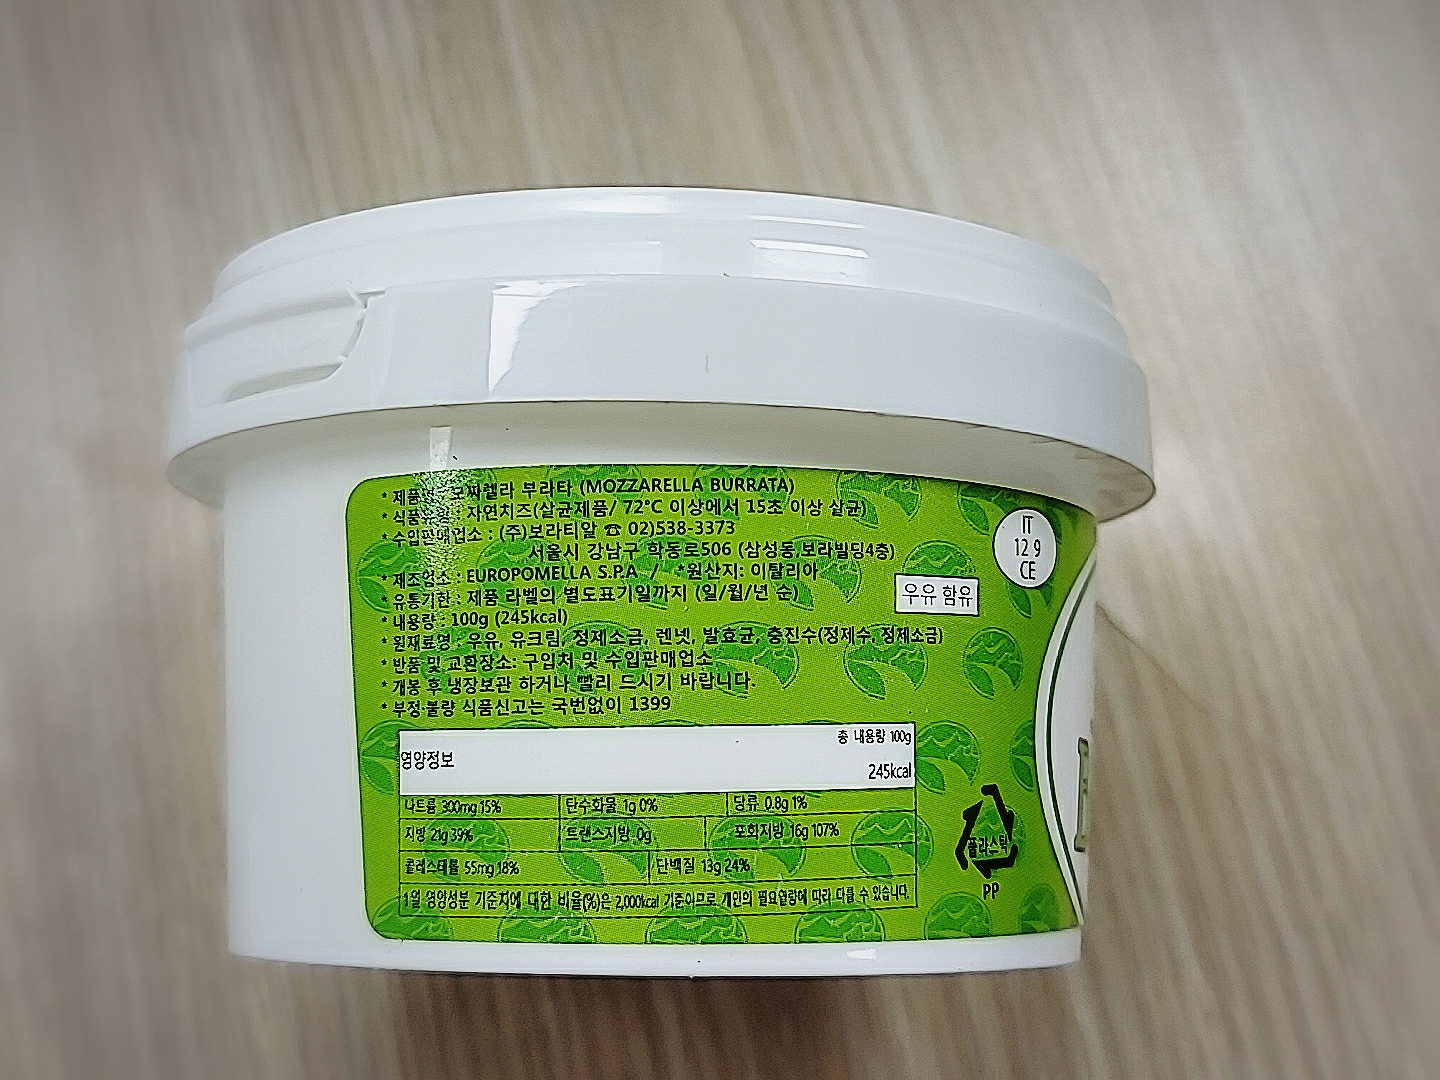 * 제품명 : 모짜렐라 부라타 (MOZZARELLA BURRATA)
* 식품유형 : 자연치즈(살균제품/ 72°C 이상에서 15초 이상 살균)
* 수입판매업소 : (주)보라티알 ☎ 02)538-3373
서울시 강남구 학동로506 (삼성동,보라빌딩4층)
* 제조업소 : EUROPOMELLA S.P.A / *원산지: 이탈리아
* 유통기한 : 제품 라벨의 별도표기일까지 (일/월/년 순)
* 내용량 : 100g (245kcal)
* 원재료명 : 우유, 유크림, 정제소금, 렌넷, 발효균, 충진수(정제수, 정제소금)
* 반품 및 교환장소: 구입처 및 수입판매업소
* 개봉 후 냉장보관 하거나 빨리 드시기 바랍니다.
* 부정·불량 식품신고는 국번없이 1399
IT
12 9
CE
우유 함유
영양정보
총 내용량 100g
245kcal
나트륨 300mg 15% 탄수화물 1g 0% 당류 0.8g 1%
지방 21g 39% 트랜스지방 0g 포화지방 16g 107%
콜레스테롤 55mg 18% 단백질 13g 24%
1일 영양성분 기준치에 대한 비율(%)은 2,000kcal 기준이므로 개인의 필요열량에 따라 다를 수 있습니다.
플라스틱
PP